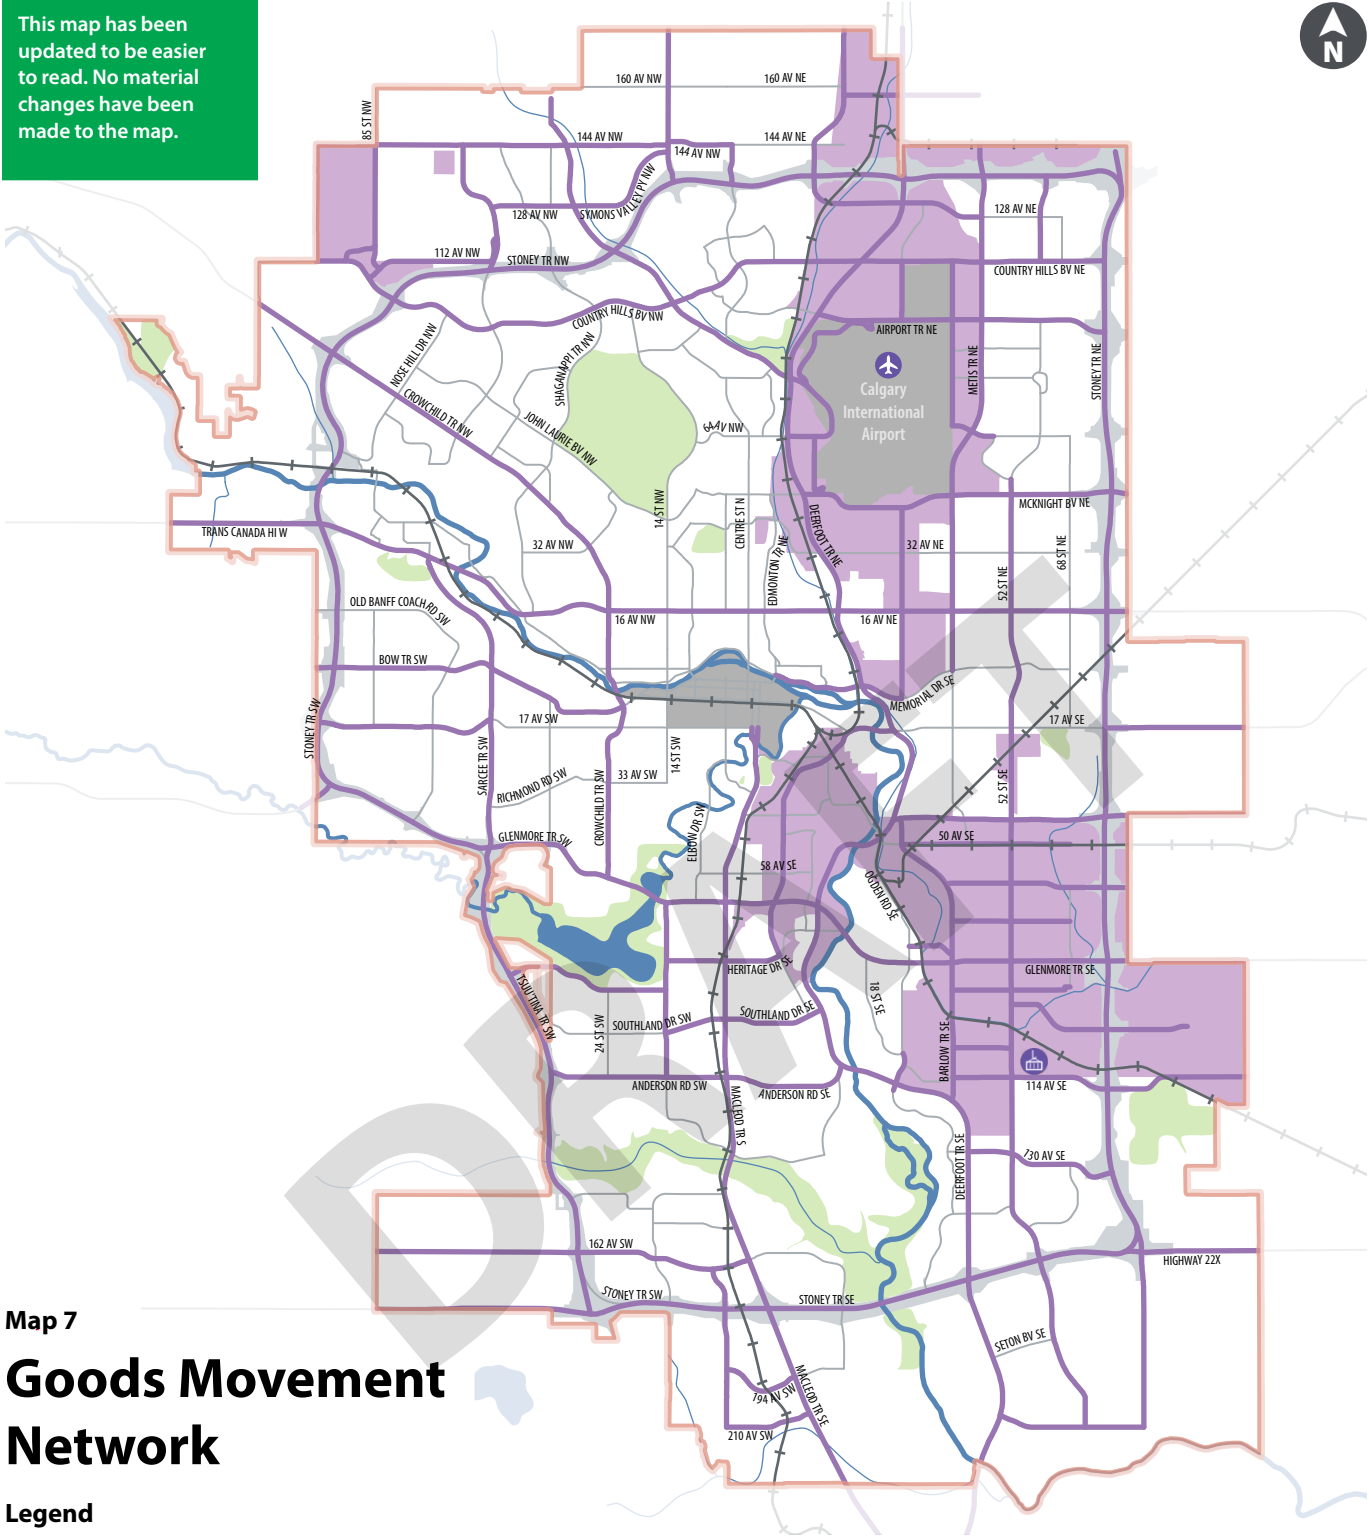 This map has been
updated to be easier
to read. No material
changes have been
made to the map.
N
160 AV NW
160 AV NE
85 ST NW
144 AV NW
144 AV NE
144 AV NW
SYMONS VALLEY PY NW
128 AV NW
128 AV NE
112 AV NW
STONEY TR NW
COUNTRY HILLS BV NE
COUNTRY HILLS BV NW
AIRPORT TR NE
NOSE HILL DR NW
SHAGANAPPI TR NW
METIS TR NE
STONEY TR NE
Calgary
International
Airport
CROWCHILD TR NW
JOHN LAURIE BV NW
64 AV NW
14 ST NW
CENTRE ST N
MCKNIGHT BV NE
DEERFOOT TR NE
EDMONTON TR NE
TRANS CANADA HI W
32 AV NW
32 AV NE
68 ST NE
52 ST NE
OLD BANFF COACH RD SW
16 AV NW
16 AV NE
BOW TR SW
MEMORIAL DR SE
STONEY TR SW
17 AV SW
17 AV SE
SARCEE TR SW
14 ST SW
RICHMOND RD SW
33 AV SW
CROWCHILD TR SW
52 ST SE
ELBOW DR SW
GLENMORE TR SW
50 AV SE
58 AV SE
OGDEN RD SE
HERITAGE DR SE
GLENMORE TR SE
TSUUT'INA TR SW
18 ST SE
SOUTHLAND DR SW
SOUTHLAND DR SE
24 ST SW
BARLOW TR SE
ANDERSON RD SW
ANDERSON RD SE
114 AV SE
MACLEOD TR S
130 AV SE
DEERFOOT TR SE
162 AV SW
HIGHWAY 22X
STONEY TR SW
STONEY TR SE
SETON BV SE
194 AV SW
MACLEOD TR SE
210 AV SW
DRAFT
Map 7
Goods Movement
Network
Legend